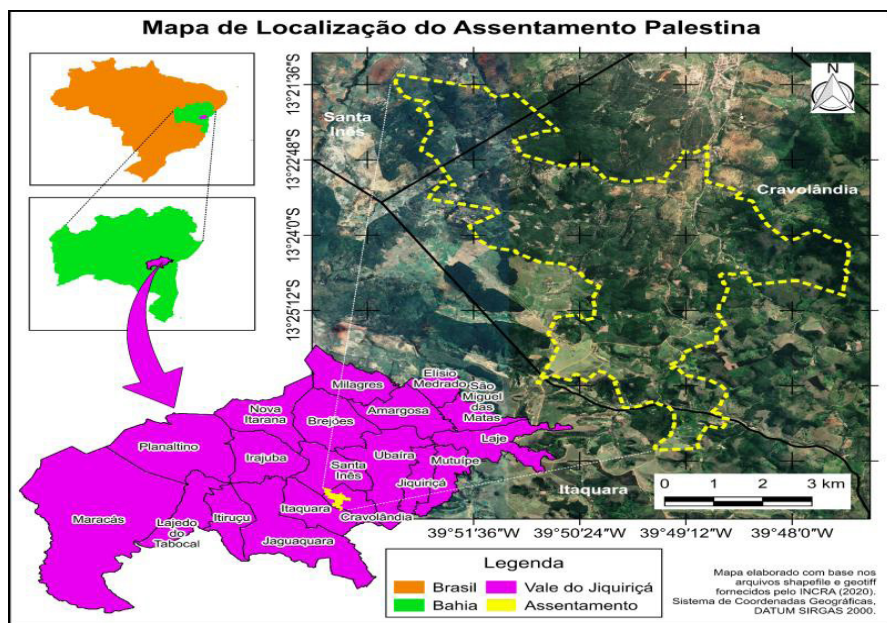 Mapa de Localização do Assentamento Palestina
N
13°21'36"S
13°22'48"S
13°24'0"S
13°25'12"S
Santa
Inês
Cravolândia
Itaquara
0 1 2 3 km
39°51'36"W 39°50'24"W 39°49'12"W 39°48'0"W
Milagres
Elísio
Medrado
São
Miguel
das
Matas
Nova
Itarana
Brejões
Amargosa
Laje
Planaltino
Irajuba
Ubaíra
Mutuípe
Santa
Inês
Jiquiriçá
Maracás
Lajedo
do
Tabocal
Itiruçu
Itaquara
Cravolândia
Jaguaquara
Legenda
Brasil
Vale do Jiquiriçá
Bahia
Assentamento
Mapa elaborado com base nos
arquivos shapefile e geotiff
fornecidos pelo INCRA (2020).
Sistema de Coordenadas Geográficas,
DATUM SIRGAS 2000.